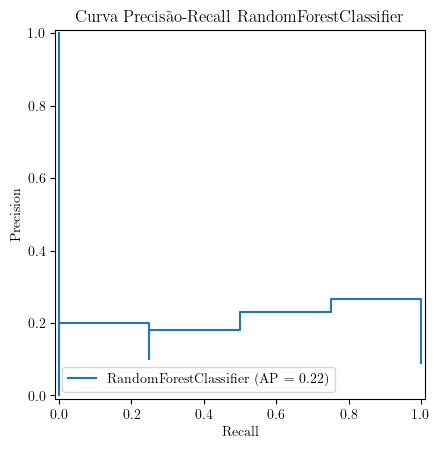 Curva Precisão-Recall RandomForestClassifier
1.0
0.8
0.6
0.4
0.2
0.0
Precision
RandomForestClassifier (AP = 0.22)
0.0 0.2 0.4 0.6 0.8 1.0
Recall